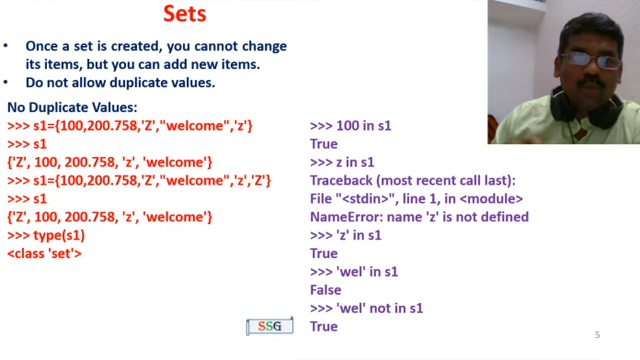 Sets
• Once a set is created, you cannot change
its items, but you can add new items.
• Do not allow duplicate values.
No Duplicate Values:
>>> s1={100,200.758,'Z',"welcome",'z'}
>>> s1
{'Z', 100, 200.758, 'z', 'welcome'}
>>> s1={100,200.758,'Z',"welcome",'z','Z'}
>>> s1
{'Z', 100, 200.758, 'z', 'welcome'}
>>> type(s1)
<class 'set'>
>>> 100 in s1
True
>>> z in s1
Traceback (most recent call last):
File "<stdin>", line 1, in <module>
NameError: name 'z' is not defined
>>> 'z' in s1
True
>>> 'wel' in s1
False
>>> 'wel' not in s1
True
SSG
5